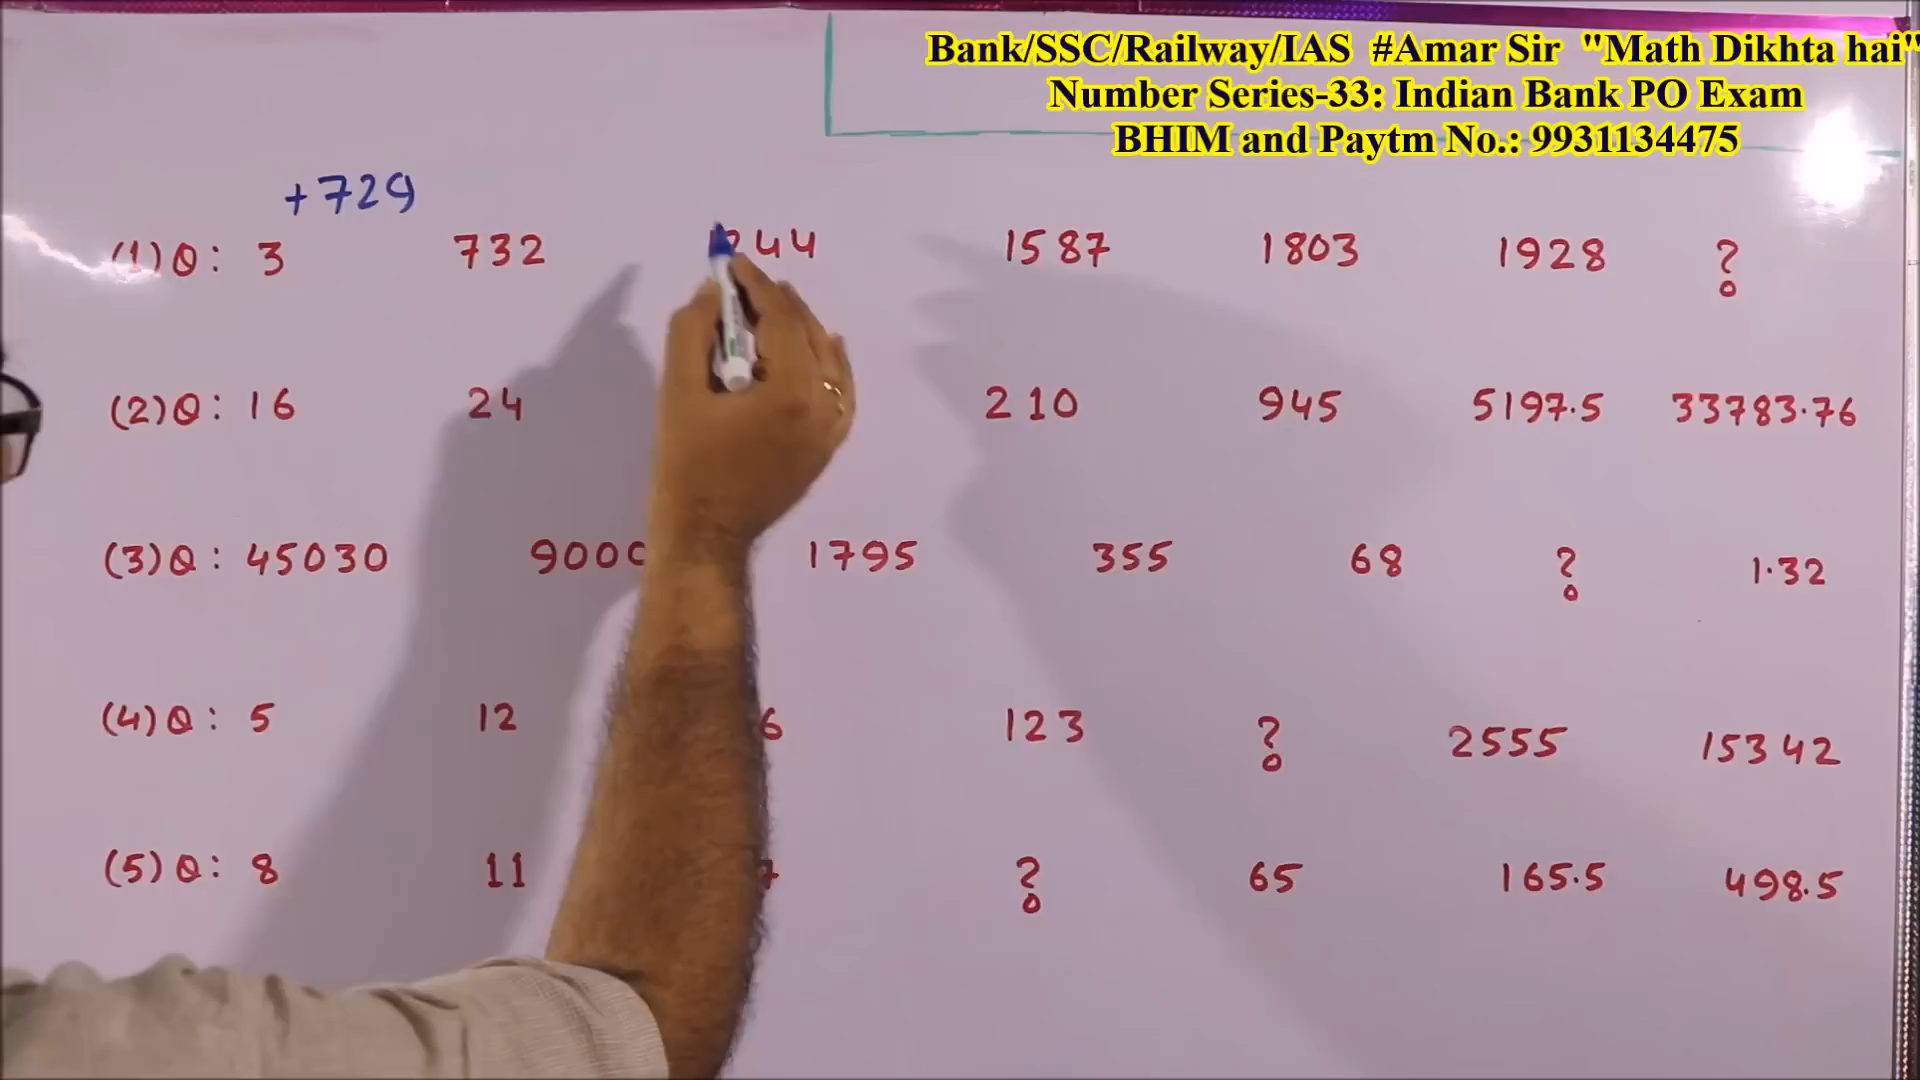 Bank/SSC/Railway/IAS #Amar Sir "Math Dikhta hai"
Number Series-33: Indian Bank PO Exam
BHIM and Paytm No.: 9931134475
+729
(1) Q: 3 732 1587 1803 1928 ?
(2) Q: 16 24 210 945 5197.5 33783.76
(3) Q: 45030 1795 355 68 ? 1.32
(4) Q: 5 12 123 ? 2555 15342
(5) Q: 8 11 ? 65 165.5 498.5